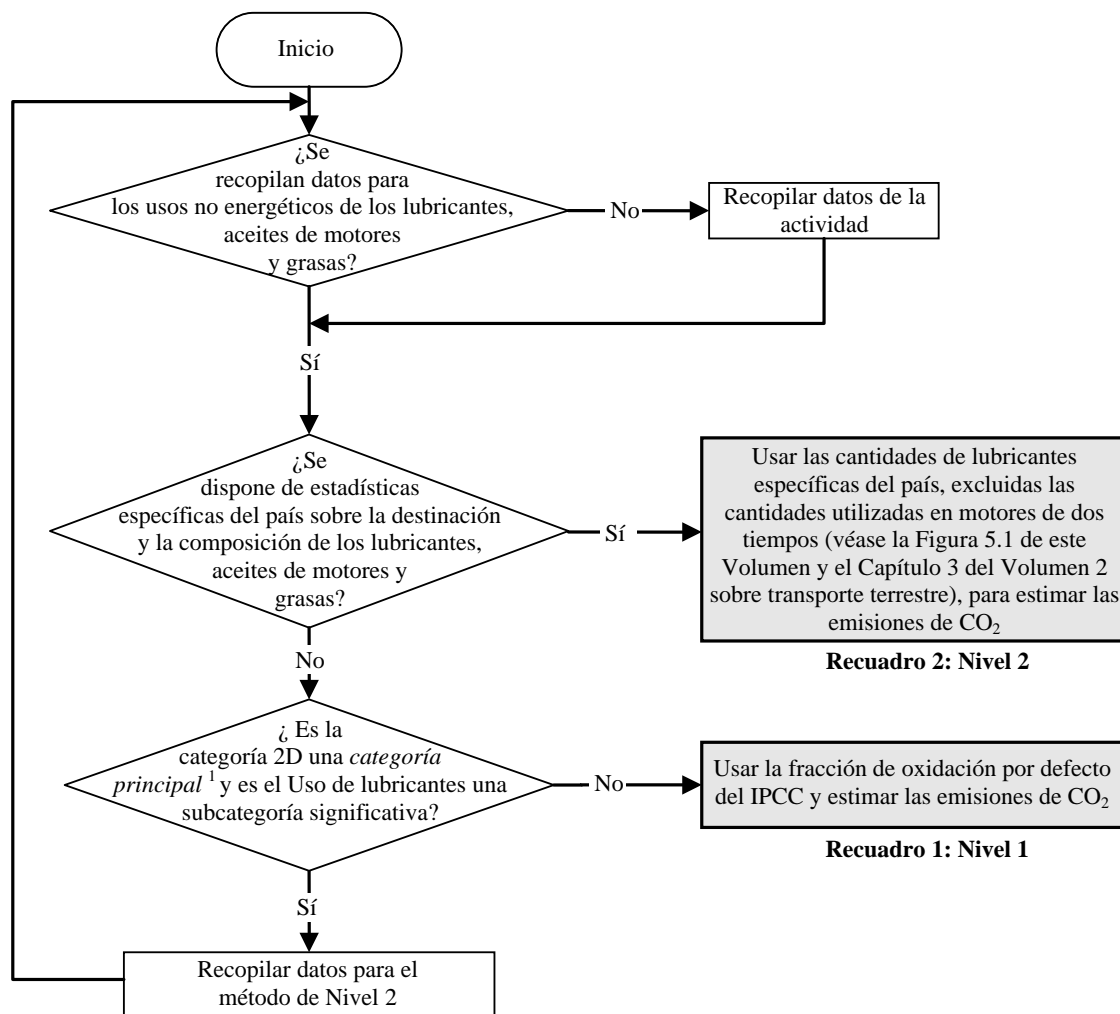 Inicio
¿Se
recopilan datos para
los usos no energéticos de los lubricantes,
aceites de motores
y grasas?
No
Recopilar datos de la
actividad
Sí
¿Se
dispone de estadísticas
específicas del país sobre la destinación
y la composición de los lubricantes,
aceites de motores y
grasas?
Sí
Usar las cantidades de lubricantes
específicas del país, excluidas las
cantidades utilizadas en motores de dos
tiempos (véase la Figura 5.1 de este
Volumen y el Capítulo 3 del Volumen 2
sobre transporte terrestre), para estimar las
emisiones de CO₂
Recuadro 2: Nivel 2
No
¿ Es la
categoría 2D una categoría
principal ¹ y es el Uso de lubricantes una
subcategoría significativa?
No
Usar la fracción de oxidación por defecto
del IPCC y estimar las emisiones de CO₂
Recuadro 1: Nivel 1
Sí
Recopilar datos para el
método de Nivel 2